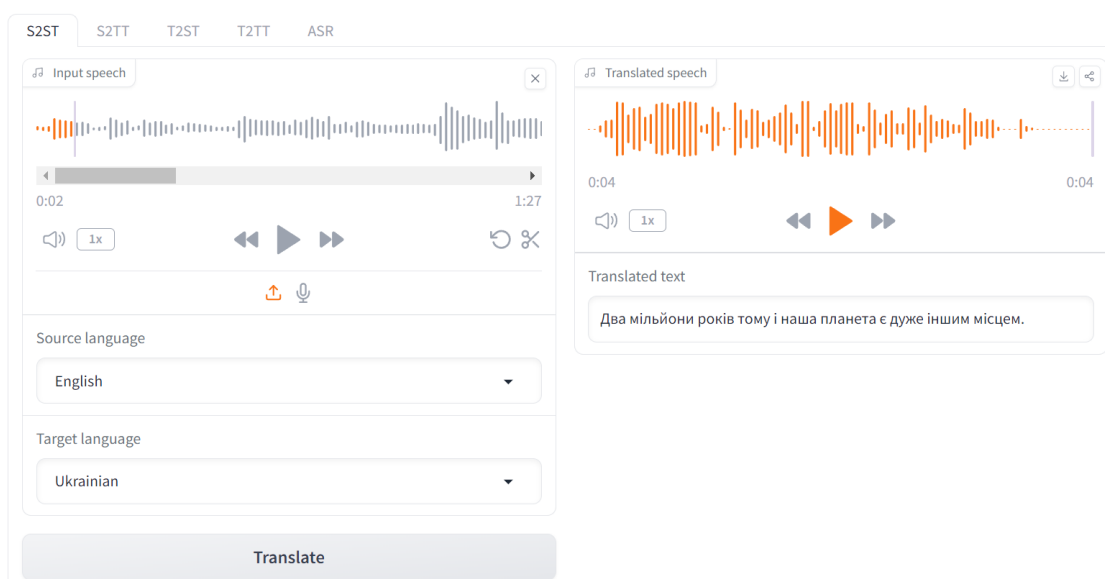 S2ST S2TT T2ST T2TT ASR
Input speech
0:02 1:27
1x
Source language
English
Target language
Ukrainian
Translate
Translated speech
0:04 0:04
1x
Translated text
Два мільйони років тому і наша планета є дуже іншим місцем.